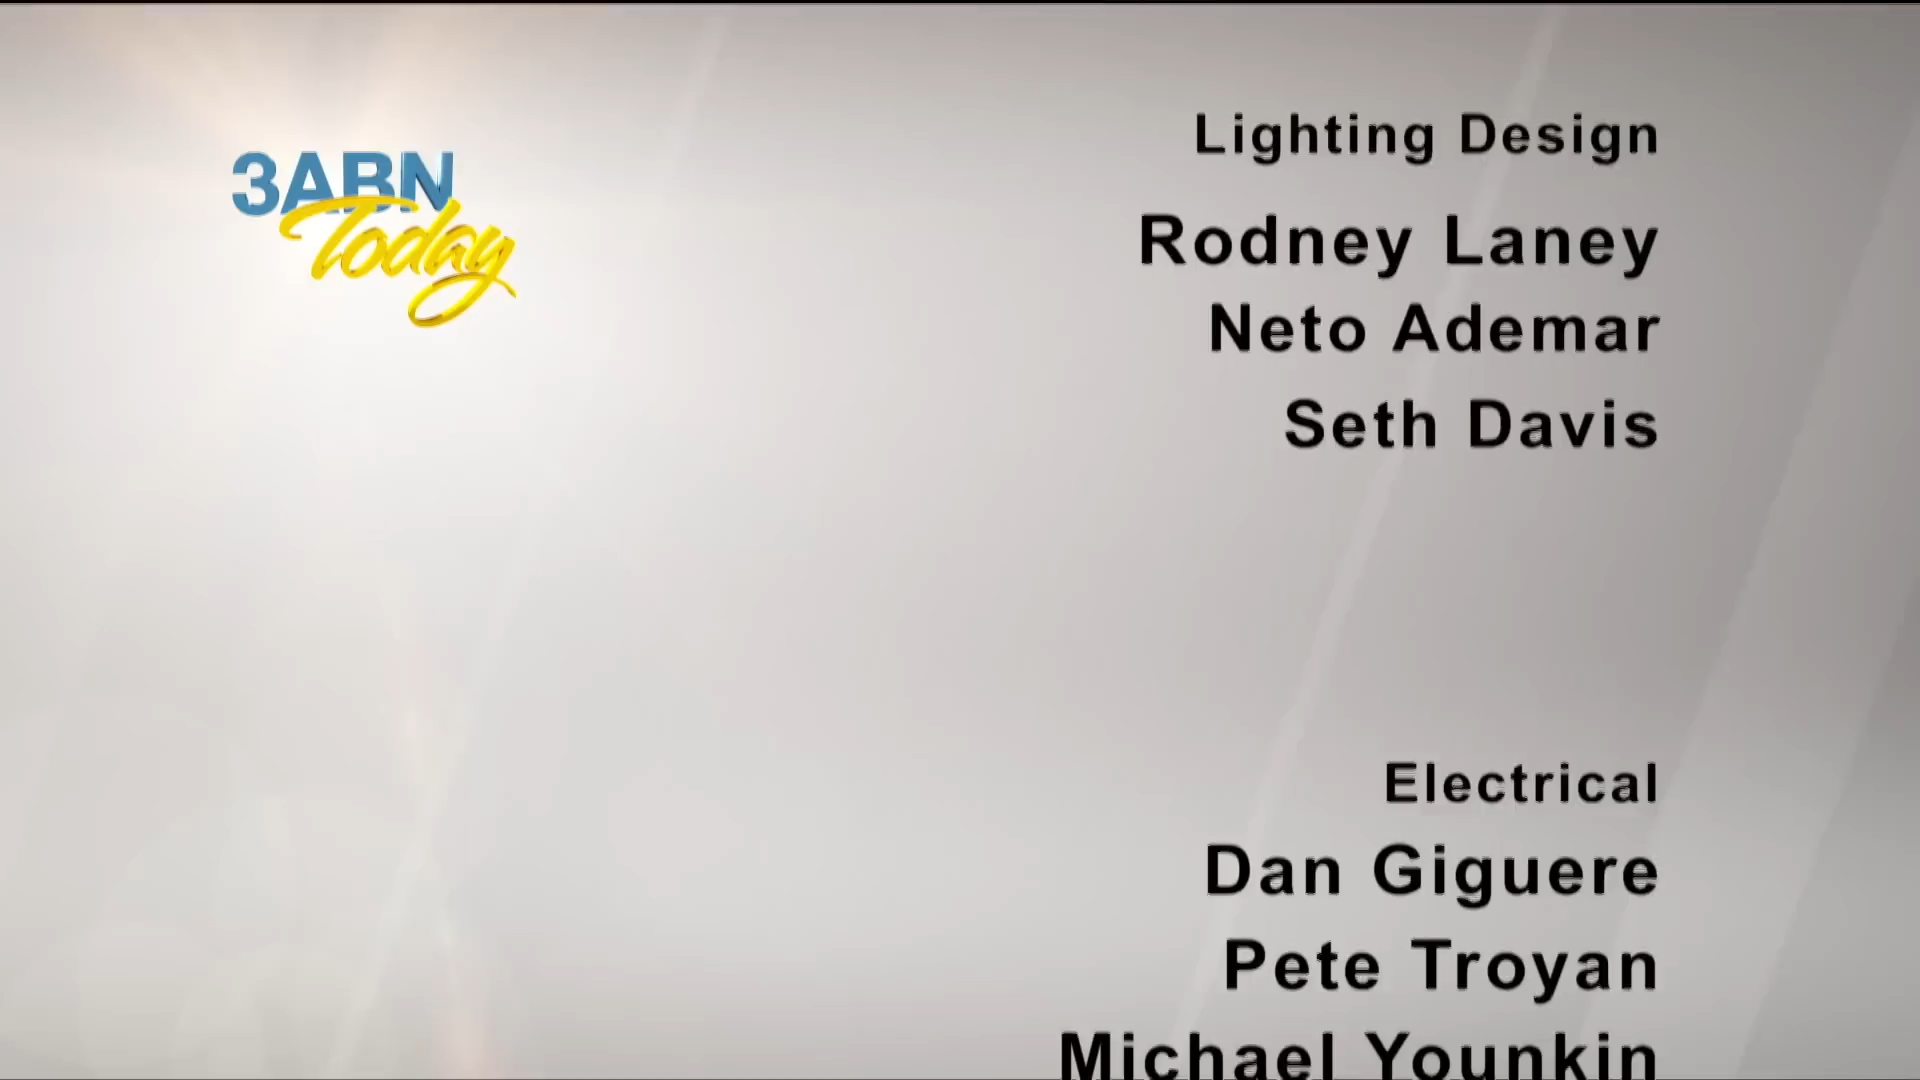 3ABN
Today
Lighting Design
Rodney Laney
Neto Ademar
Seth Davis
Electrical
Dan Giguere
Pete Troyan
Michael Younkin